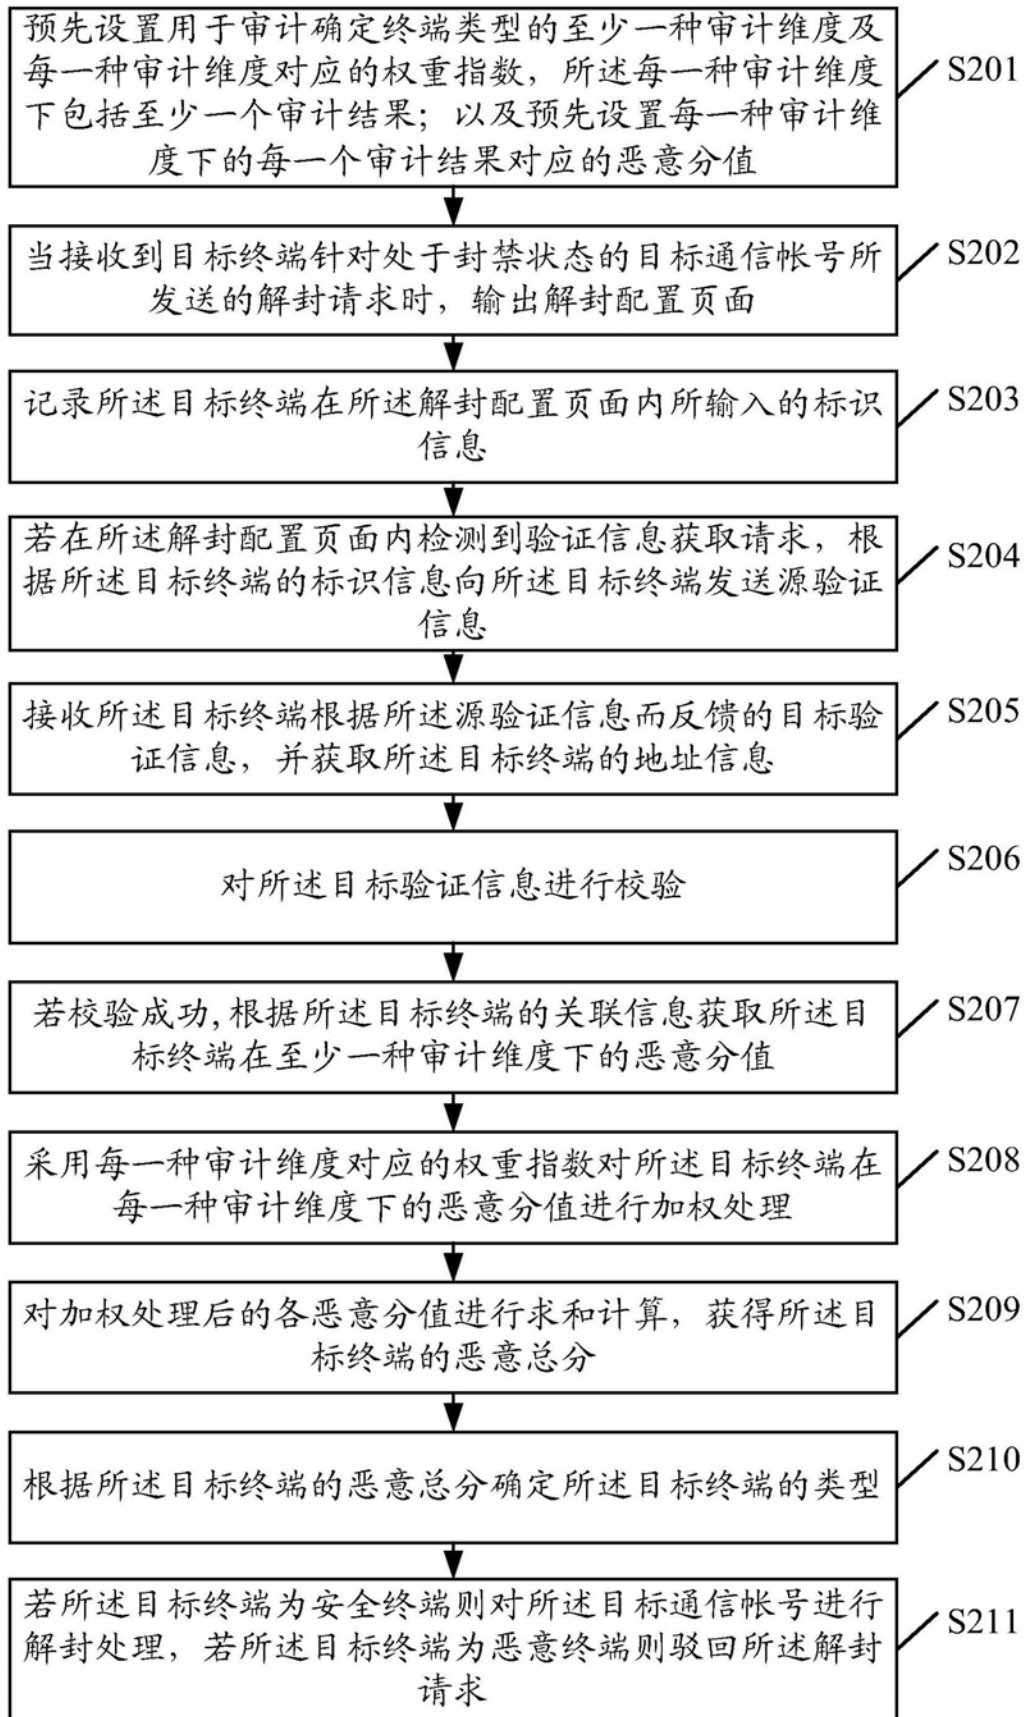 预先设置用于审计确定终端类型的至少一种审计维度及
每一种审计维度对应的权重指数，所述每一种审计维度
下包括至少一个审计结果；以及预先设置每一种审计维
度下的每一个审计结果对应的恶意分值
S201
当接收到目标终端针对处于封禁状态的目标通信帐号所
发送的解封请求时，输出解封配置页面
S202
记录所述目标终端在所述解封配置页面内所输入的标识
信息
S203
若在所述解封配置页面内检测到验证信息获取请求，根
据所述目标终端的标识信息向所述目标终端发送源验证
信息
S204
接收所述目标终端根据所述源验证信息而反馈的目标验
证信息，并获取所述目标终端的地址信息
S205
对所述目标验证信息进行校验
S206
若校验成功,根据所述目标终端的关联信息获取所述目
标终端在至少一种审计维度下的恶意分值
S207
采用每一种审计维度对应的权重指数对所述目标终端在
每一种审计维度下的恶意分值进行加权处理
S208
对加权处理后的各恶意分值进行求和计算，获得所述目
标终端的恶意总分
S209
根据所述目标终端的恶意总分确定所述目标终端的类型
S210
若所述目标终端为安全终端则对所述目标通信帐号进行
解封处理，若所述目标终端为恶意终端则驳回所述解封
请求
S211